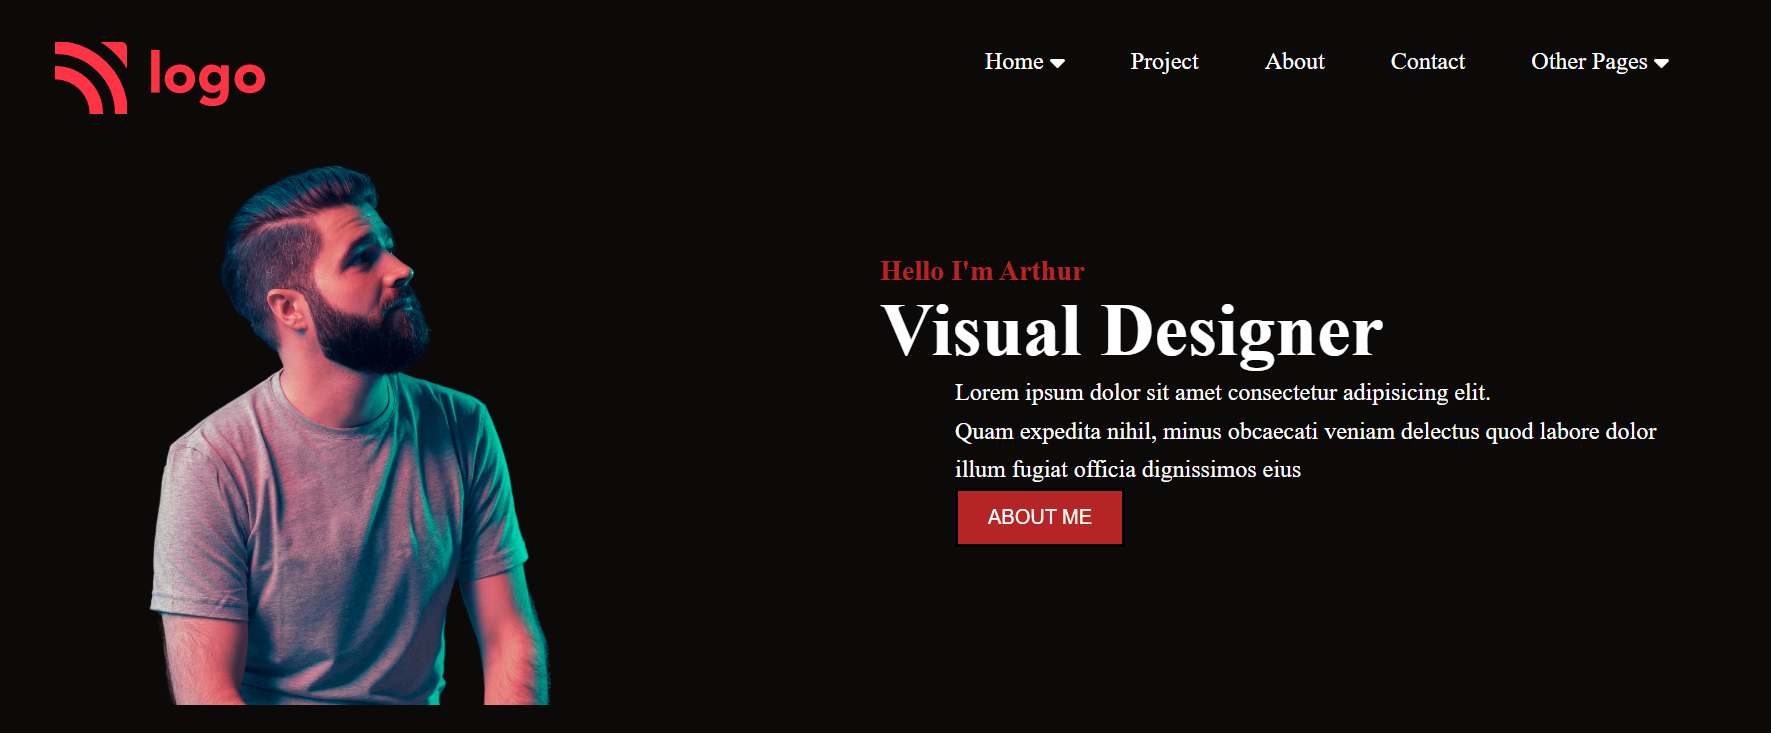 logo
Home
Project
About
Contact
Other Pages
Hello I'm Arthur
Visual Designer
Lorem ipsum dolor sit amet consectetur adipisicing elit.
Quam expedita nihil, minus obcaecati veniam delectus quod labore dolor
illum fugiat officia dignissimos eius
ABOUT ME